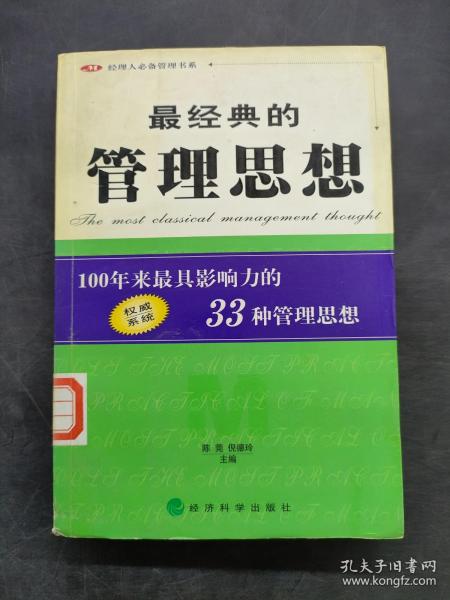 经理人必备管理书系
最经典的
管理思想
The most classical management thought
100年来最具影响力的
权威
系统
33种管理思想
M
陈莞 倪德玲
主编
经济科学出版社
孔夫子旧书网
www.kongfz.com